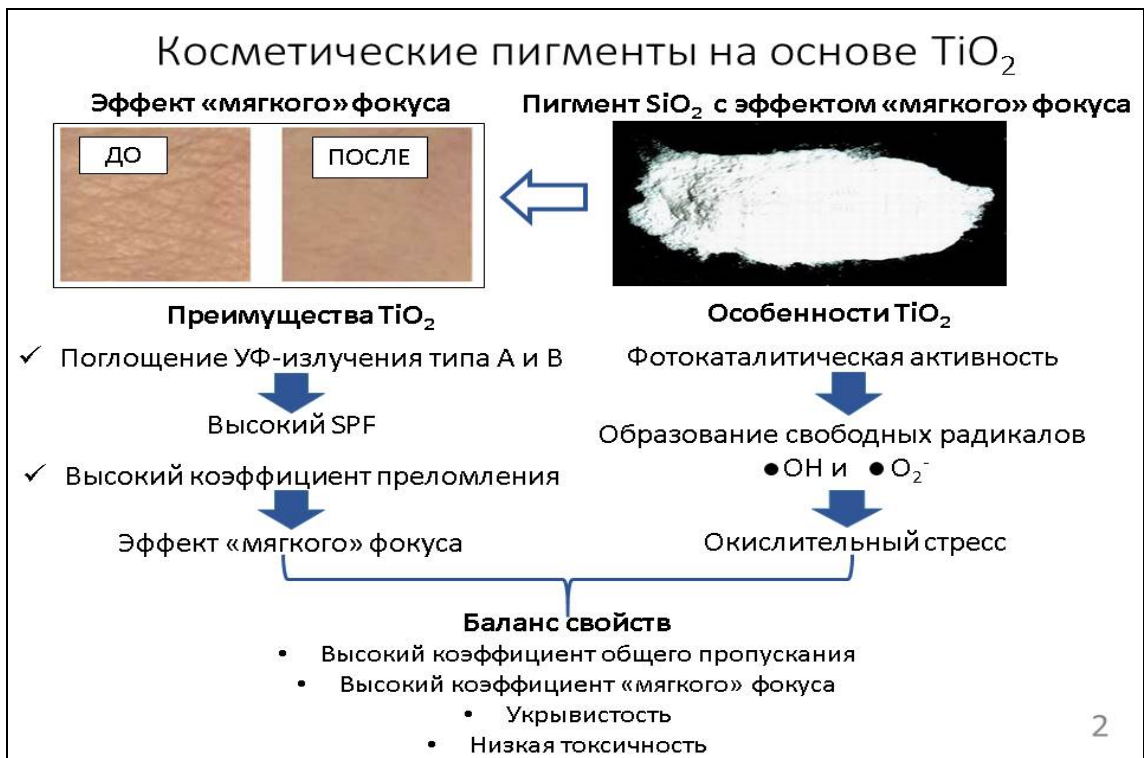 Косметические пигменты на основе TiO₂
Эффект «мягкого» фокуса
ДО
ПОСЛЕ
Пигмент SiO₂ с эффектом «мягкого» фокуса
Преимущества TiO₂
✓ Поглощение УФ-излучения типа А и В
Высокий SPF
✓ Высокий коэффициент преломления
Эффект «мягкого» фокуса
Особенности TiO₂
Фотокаталитическая активность
Образование свободных радикалов
●OH и ●O₂⁻
Окислительный стресс
Баланс свойств
• Высокий коэффициент общего пропускания
• Высокий коэффициент «мягкого» фокуса
• Укрывистость
• Низкая токсичность
2